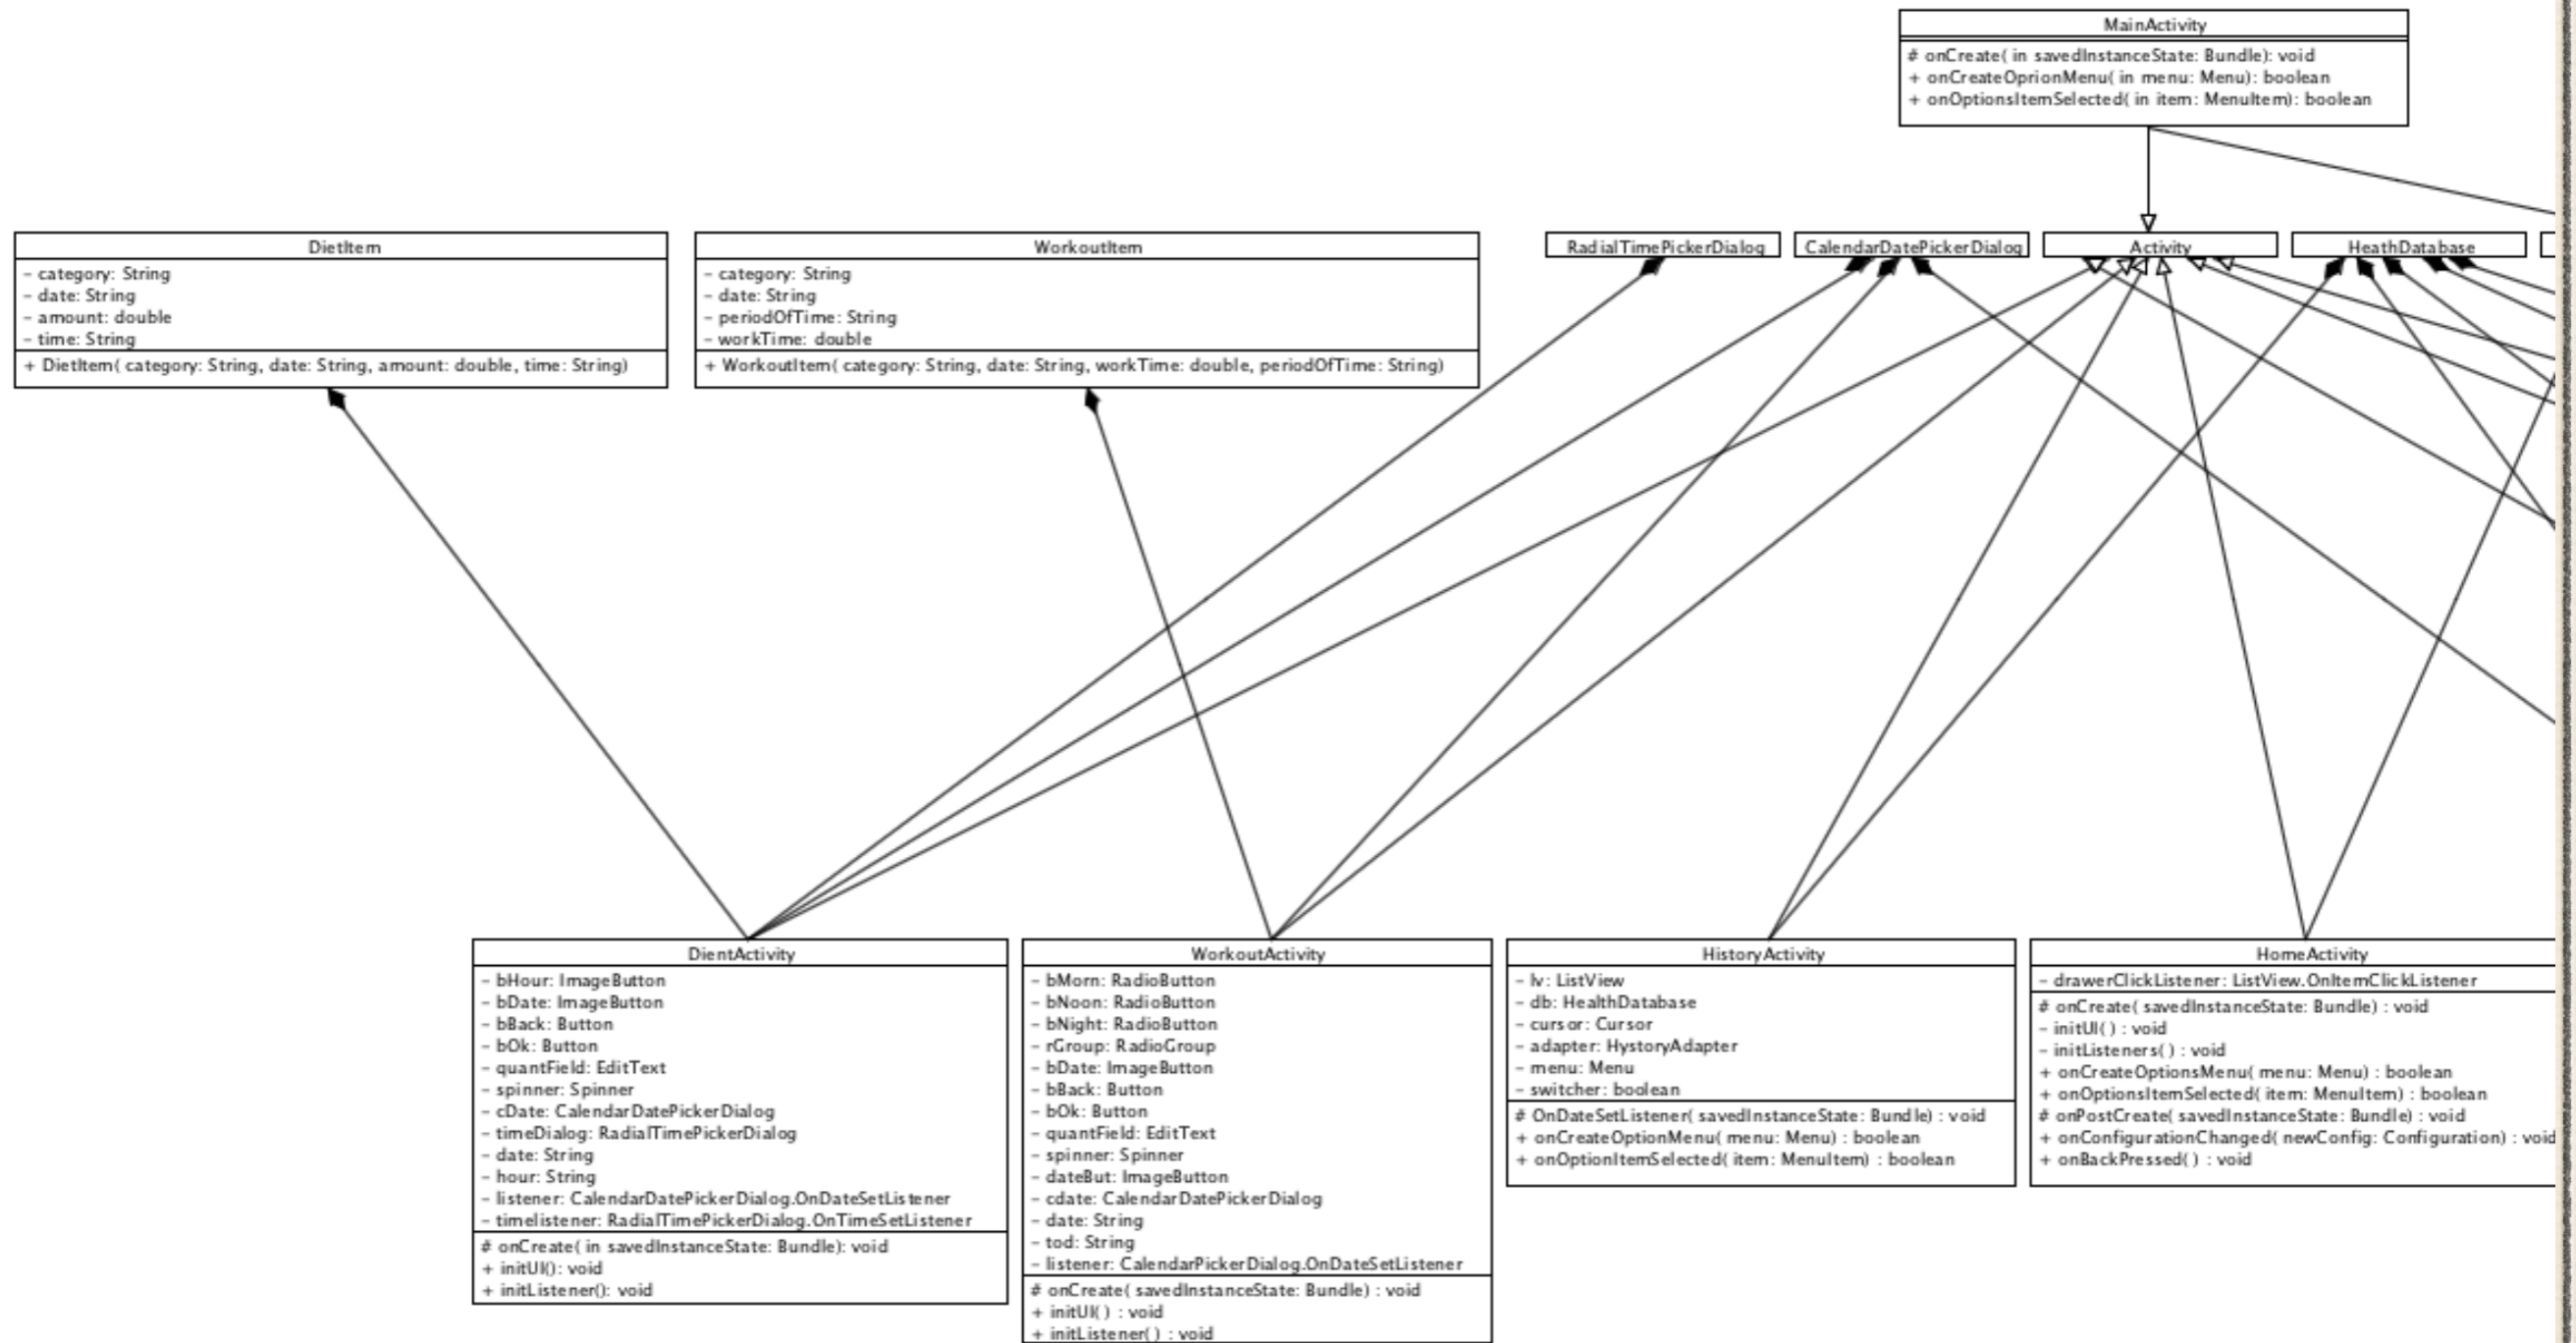 MainActivity
# onCreate( in savedInstanceState: Bundle): void
+ onCreateOprionMenu( in menu: Menu): boolean
+ onOptionsItemSelected( in item: MenuItem): boolean
DietItem
- category: String
- date: String
- amount: double
- time: String
+ DietItem( category: String, date: String, amount: double, time: String)
WorkoutItem
- category: String
- date: String
- periodOfTime: String
- workTime: double
+ WorkoutItem( category: String, date: String, workTime: double, periodOfTime: String)
RadialTimePickerDialog
CalendarDatePickerDialog
Activity
HeathDatabase
DientActivity
- bHour: ImageButton
- bDate: ImageButton
- bBack: Button
- bOk: Button
- quantField: EditText
- spinner: Spinner
- cDate: CalendarDatePickerDialog
- timeDialog: RadialTimePickerDialog
- date: String
- hour: String
- listener: CalendarDatePickerDialog.OnDateSetListener
- timelistener: RadialTimePickerDialog.OnTimeSetListener
# onCreate( in savedInstanceState: Bundle): void
+ initUI(): void
+ initListener(): void
WorkoutActivity
- bMorn: RadioButton
- bNoon: RadioButton
- bNight: RadioButton
- rGroup: RadioGroup
- bDate: ImageButton
- bBack: Button
- bOk: Button
- quantField: EditText
- spinner: Spinner
- dateBut: ImageButton
- cdate: CalendarDatePickerDialog
- date: String
- tod: String
- listener: CalendarPickerDialog.OnDateSetListener
# onCreate( savedInstanceState: Bundle) : void
+ initUI( ) : void
+ initListener( ) : void
HistoryActivity
- lv: ListView
- db: HealthDatabase
- cursor: Cursor
- adapter: HystoryAdapter
- menu: Menu
- switcher: boolean
# OnDateSetListener( savedInstanceState: Bundle) : void
+ onCreateOptionMenu( menu: Menu) : boolean
+ onOptionItemSelected( item: MenuItem) : boolean
HomeActivity
- drawerClickListener: ListView.OnItemClickListener
# onCreate( savedInstanceState: Bundle) : void
- initUI( ) : void
- initListeners( ) : void
+ onCreateOptionsMenu( menu: Menu) : boolean
+ onOptionsItemSelected( item: MenuItem) : boolean
# onPostCreate( savedInstanceState: Bundle) : void
+ onConfigurationChanged( newConfig: Configuration) : void
+ onBackPressed( ) : void